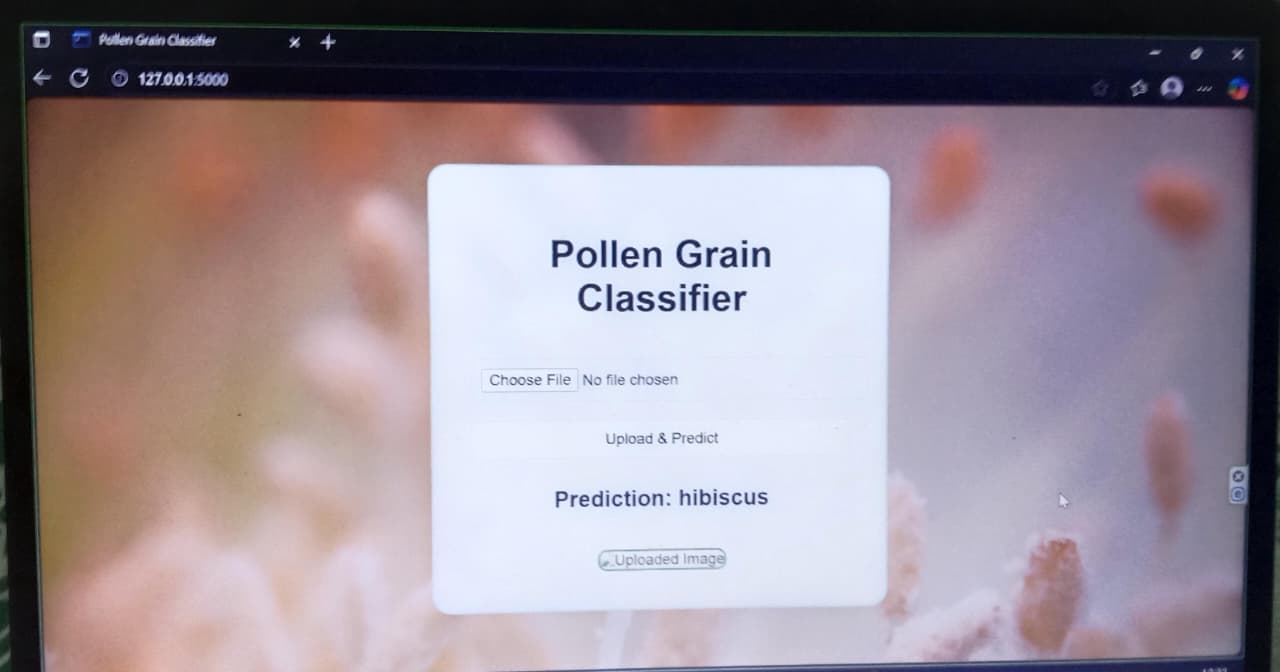 Pollen Grain Classifier
127.0.0.1:5000
Pollen Grain
Classifier
Choose File No file chosen
Upload & Predict
Prediction: hibiscus
Uploaded Image